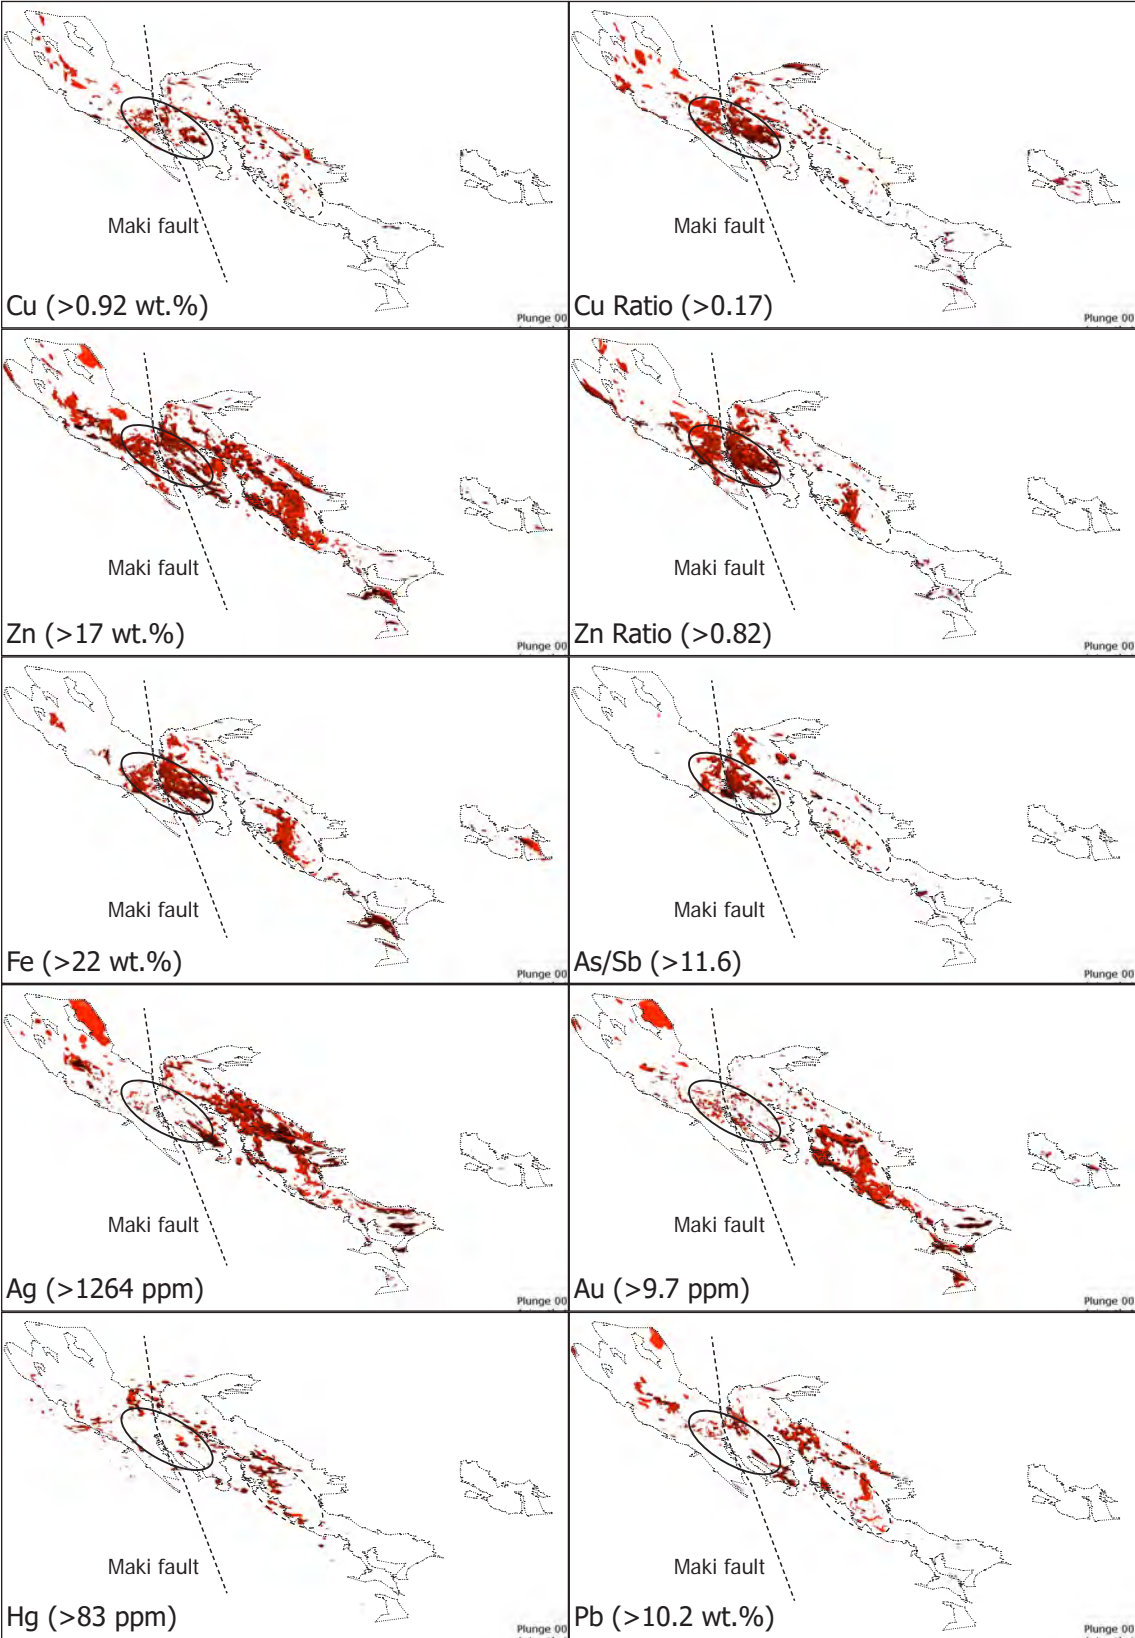 Maki fault
Cu (>0.92 wt.%)
Plunge 00
Maki fault
Cu Ratio (>0.17)
Plunge 00
Maki fault
Zn (>17 wt.%)
Plunge 00
Maki fault
Zn Ratio (>0.82)
Plunge 00
Maki fault
Fe (>22 wt.%)
Plunge 00
Maki fault
As/Sb (>11.6)
Plunge 00
Maki fault
Ag (>1264 ppm)
Plunge 00
Maki fault
Au (>9.7 ppm)
Plunge 00
Maki fault
Hg (>83 ppm)
Plunge 00
Maki fault
Pb (>10.2 wt.%)
Plunge 00